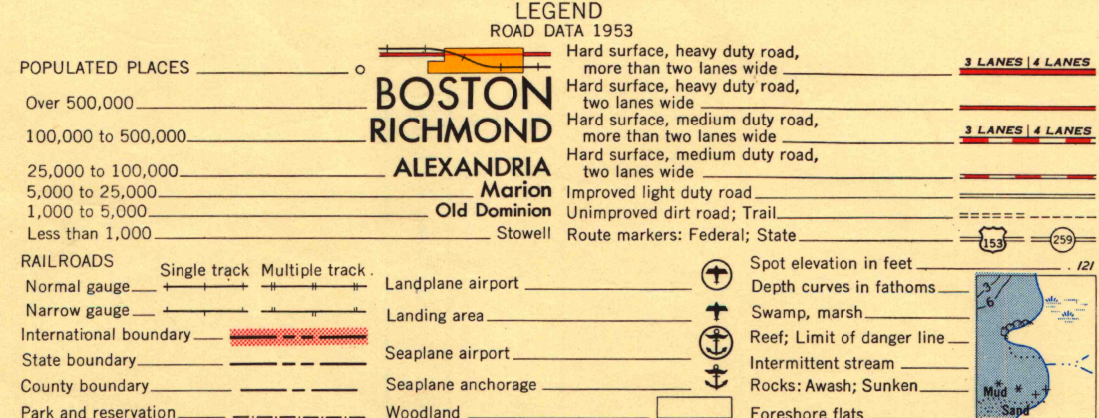 LEGEND
ROAD DATA 1953
POPULATED PLACES
Over 500,000 BOSTON
100,000 to 500,000 RICHMOND
25,000 to 100,000 ALEXANDRIA
5,000 to 25,000 Marion
1,000 to 5,000 Old Dominion
Less than 1,000 Stowell
Hard surface, heavy duty road,
more than two lanes wide 3 LANES | 4 LANES
Hard surface, heavy duty road,
two lanes wide
Hard surface, medium duty road,
more than two lanes wide 3 LANES | 4 LANES
Hard surface, medium duty road,
two lanes wide
Improved light duty road
Unimproved dirt road; Trail
Route markers: Federal; State 153 259
RAILROADS
Single track Multiple track
Normal gauge
Narrow gauge
International boundary
State boundary
County boundary
Park and reservation
Landplane airport
Landing area
Seaplane airport
Seaplane anchorage
Woodland
Spot elevation in feet . 121
Depth curves in fathoms
Swamp, marsh
Reef; Limit of danger line
Intermittent stream
Rocks: Awash; Sunken
Foreshore flats
3
6
Mud
Sand